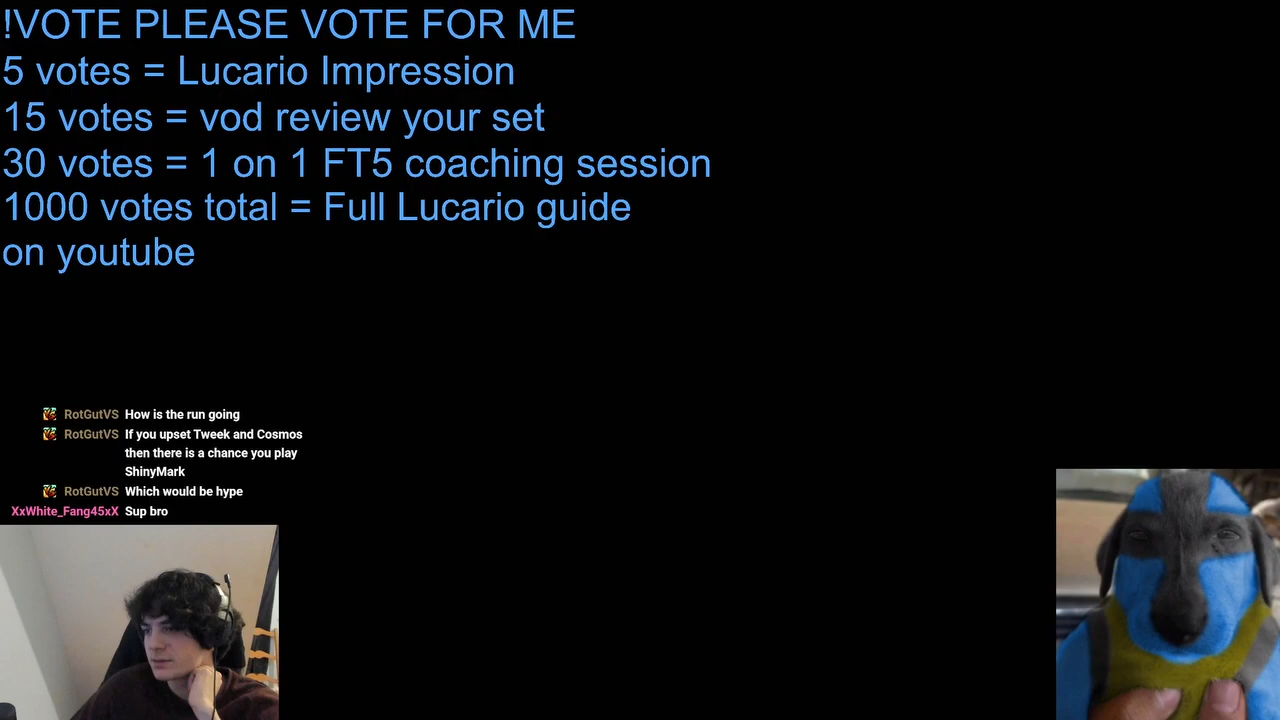 !VOTE PLEASE VOTE FOR ME
5 votes = Lucario Impression
15 votes = vod review your set
30 votes = 1 on 1 FT5 coaching session
1000 votes total = Full Lucario guide
on youtube
RotGutVS How is the run going
RotGutVS If you upset Tweek and Cosmos
then there is a chance you play
ShinyMark
RotGutVS Which would be hype
XxWhite_Fang45xX Sup bro